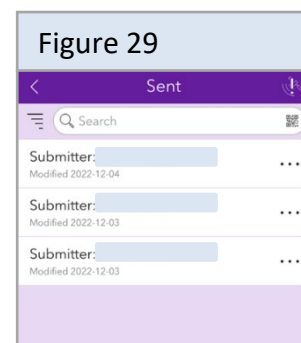 Figure 29
Sent
Search
Submitter:
Modified 2022-12-04
Submitter:
Modified 2022-12-03
Submitter:
Modified 2022-12-03